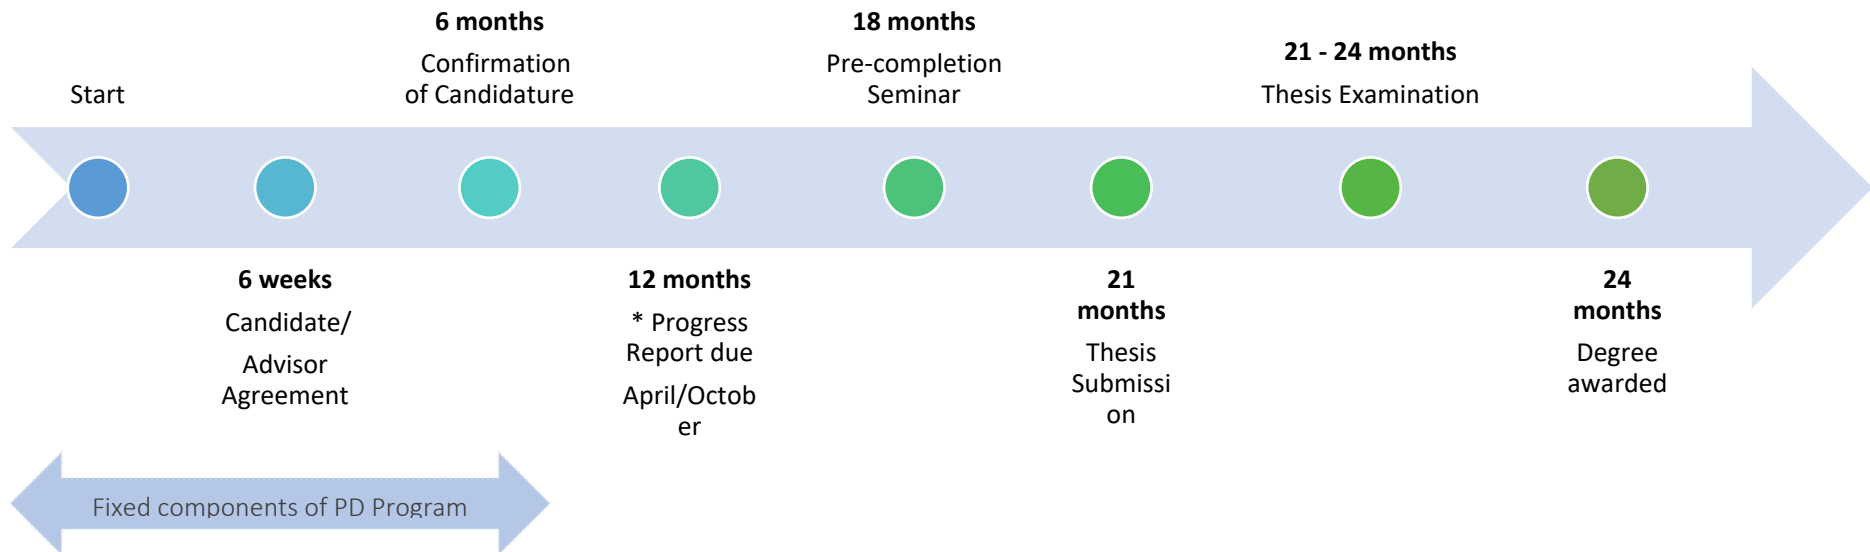 Start
6 weeks
Candidate/
Advisor
Agreement
6 months
Confirmation
of Candidature
12 months
* Progress
Report due
April/Octob
er
18 months
Pre-completion
Seminar
21
months
Thesis
Submissi
on
21 - 24 months
Thesis Examination
24
months
Degree
awarded
Fixed components of PD Program